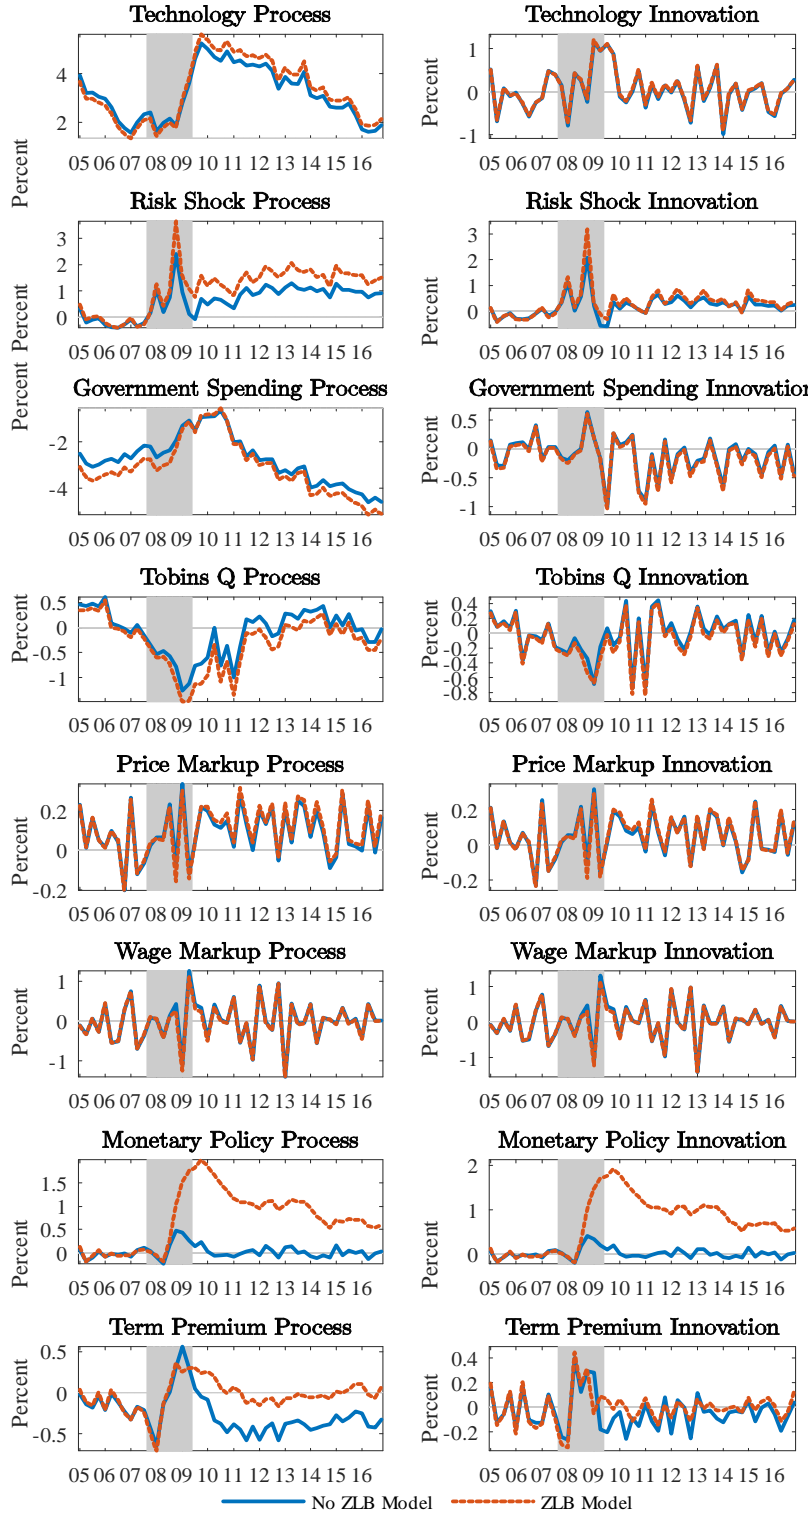 Technology Process
Technology Innovation
Percent
4
2
05 06 07 08 09 10 11 12 13 14 15 16
Percent
1
0
-1
05 06 07 08 09 10 11 12 13 14 15 16
Risk Shock Process
Risk Shock Innovation
Percent
3
2
1
0
05 06 07 08 09 10 11 12 13 14 15 16
Percent
3
2
1
0
05 06 07 08 09 10 11 12 13 14 15 16
Government Spending Process
Government Spending Innovation
Percent
-2
-4
05 06 07 08 09 10 11 12 13 14 15 16
Percent
0.5
0
-0.5
-1
05 06 07 08 09 10 11 12 13 14 15 16
Tobins Q Process
Tobins Q Innovation
Percent
0.5
0
-0.5
-1
05 06 07 08 09 10 11 12 13 14 15 16
Percent
0.4
0.2
0
-0.2
-0.4
-0.6
-0.8
05 06 07 08 09 10 11 12 13 14 15 16
Price Markup Process
Price Markup Innovation
Percent
0.2
0
-0.2
05 06 07 08 09 10 11 12 13 14 15 16
Percent
0.2
0
-0.2
05 06 07 08 09 10 11 12 13 14 15 16
Wage Markup Process
Wage Markup Innovation
Percent
1
0
-1
05 06 07 08 09 10 11 12 13 14 15 16
Percent
1
0
-1
05 06 07 08 09 10 11 12 13 14 15 16
Monetary Policy Process
Monetary Policy Innovation
Percent
1.5
1
0.5
0
05 06 07 08 09 10 11 12 13 14 15 16
Percent
2
1
0
05 06 07 08 09 10 11 12 13 14 15 16
Term Premium Process
Term Premium Innovation
Percent
0.5
0
-0.5
05 06 07 08 09 10 11 12 13 14 15 16
Percent
0.4
0.2
0
-0.2
05 06 07 08 09 10 11 12 13 14 15 16
No ZLB Model
ZLB Model